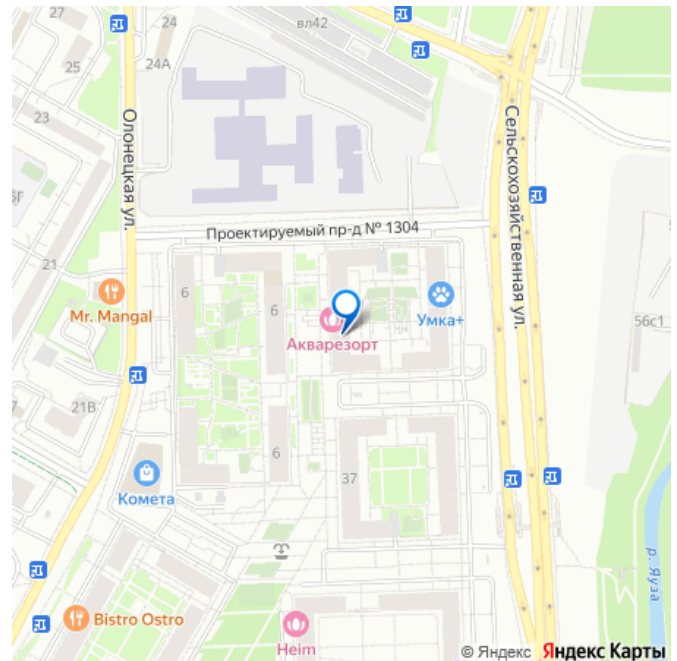 27
24
вл42
24А
25
23
Олонецкая ул.
Сельскохозяйственная ул.
Проектируемый пр-д № 1304
21
Mr. Mangal
6
6
Акварезорт
Умка+
56с1
21В
Комета
6
37
р. Яуза
Bistro Ostro
Heim
© Яндекс Яндекс Карты